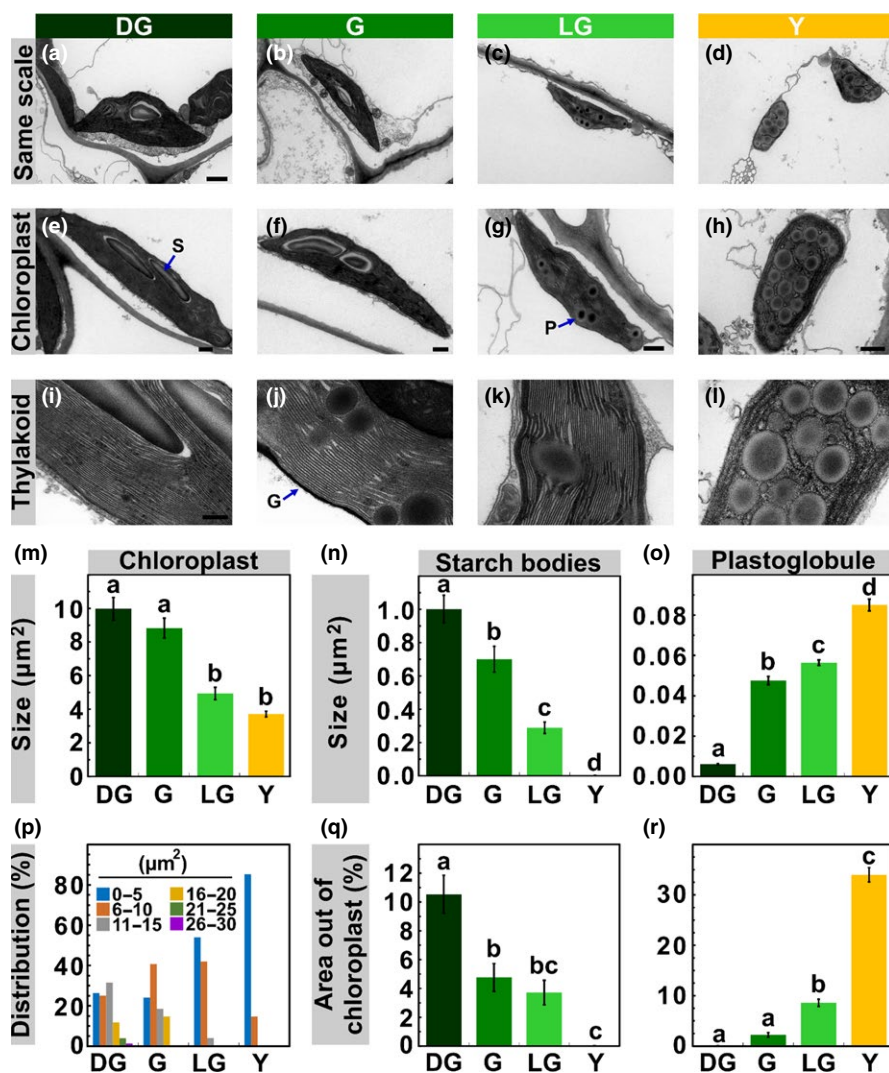 DG G LG Y
Same scale
(a) (b) (c) (d)
Chloroplast
(e) S (f) (g) P (h)
Thylakoid
(i) (j) G (k) (l)
(m) Chloroplast
Size (μm²)
10
8
6
4
2
0
a a b b
DG G LG Y
(n) Starch bodies
Size (μm²)
1.0
0.8
0.6
0.4
0.2
0.0
a b c d
DG G LG Y
(o) Plastoglobule
0.08
0.06
0.04
0.02
0.00
a b c d
DG G LG Y
(p)
Distribution (%)
80
60
40
20
0
(μm²)
0–5 16–20
6–10 21–25
11–15 26–30
DG G LG Y
(q)
Area out of
chloroplast (%)
12
10
8
6
4
2
0
a b bc c
DG G LG Y
(r)
30
20
10
0
a a b c
DG G LG Y